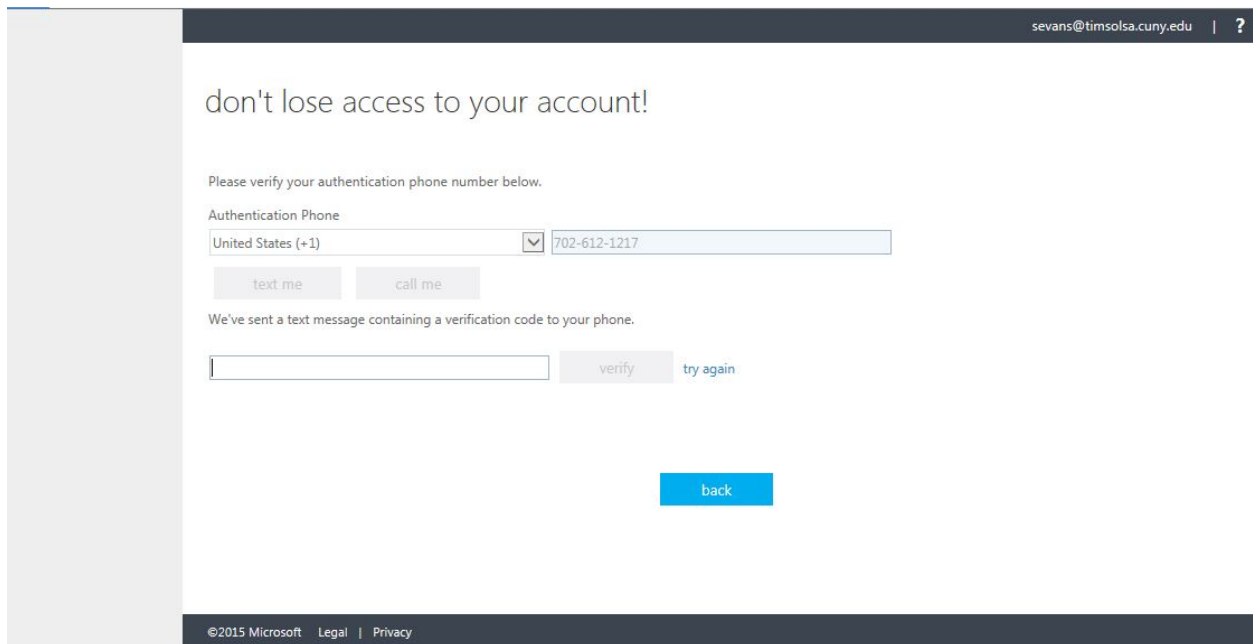 sevans@timsolsa.cuny.edu | ?
don't lose access to your account!
Please verify your authentication phone number below.
Authentication Phone
United States (+1) 702-612-1217
text me call me
We've sent a text message containing a verification code to your phone.
verify try again
back
©2015 Microsoft Legal | Privacy